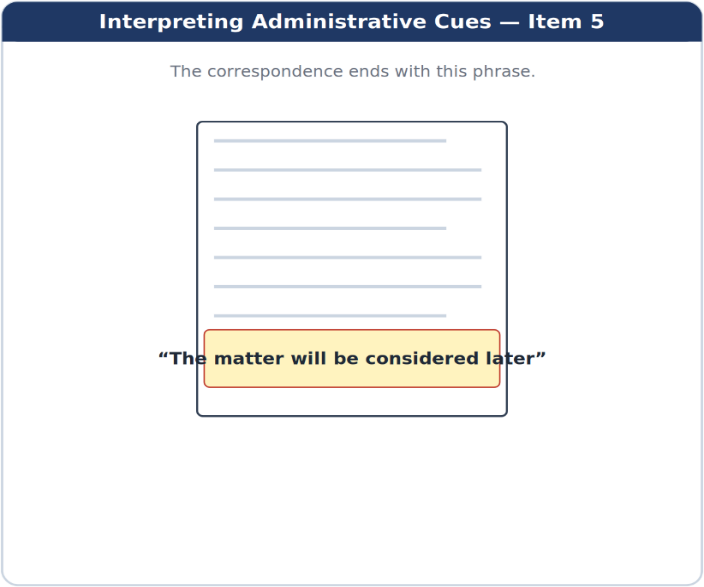 Interpreting Administrative Cues — Item 5
The correspondence ends with this phrase.
“The matter will be considered later”